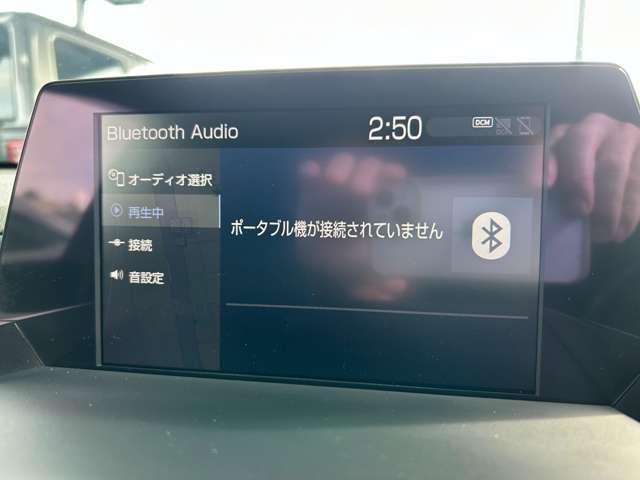 Bluetooth Audio 2:50 DCM
オーディオ選択
再生中
ポータブル機が接続されていません
接続
音設定